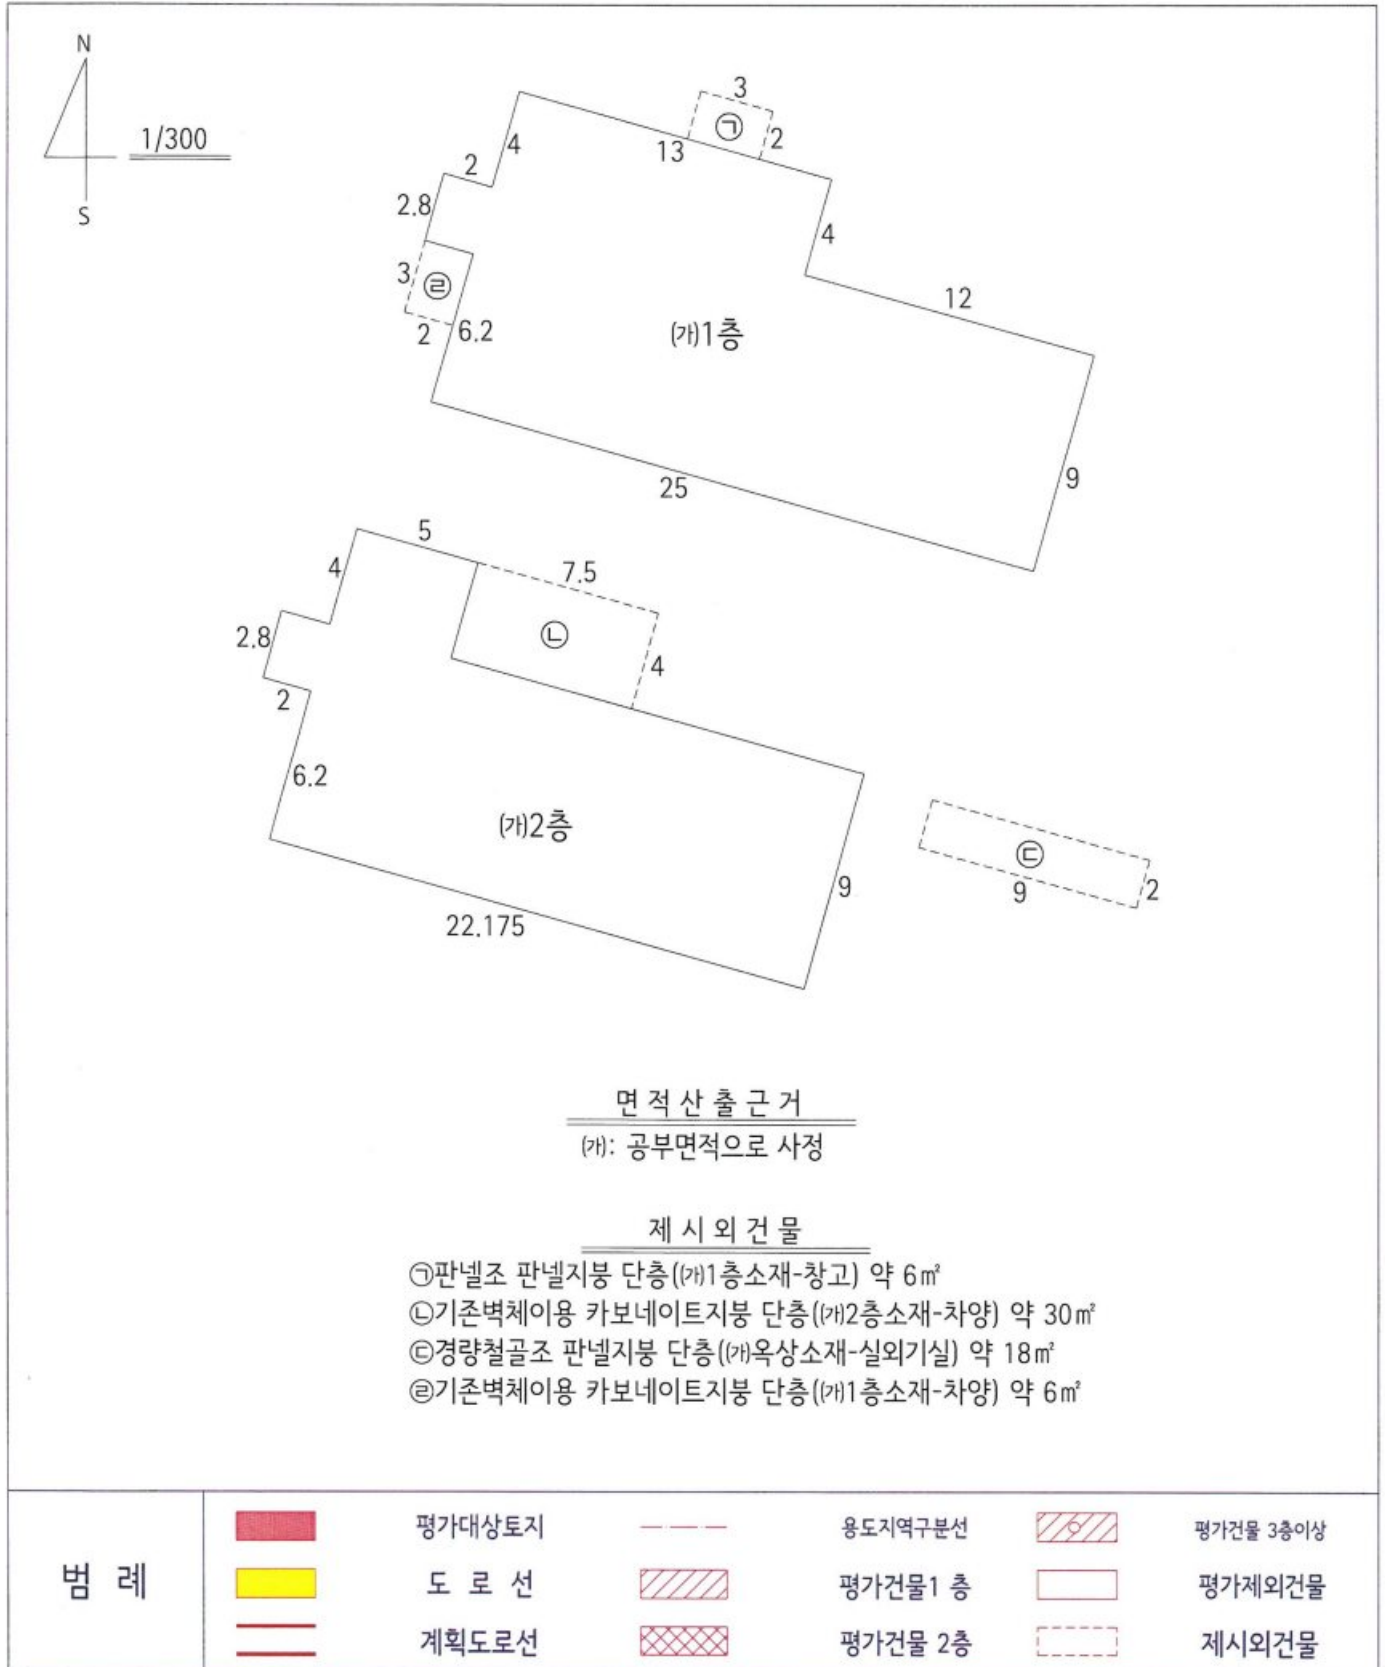 N
1/300
S
3
㉠
2
13
4
2
2.8
4
3
㉣
12
2
6.2
㈎1층
9
25
5
4
7.5
㉡
2.8
4
2
6.2
㈎2층
㉢
9
2
9
22.175
면 적 산 출 근 거
㈎: 공부면적으로 사정
제 시 외 건 물
㉠판넬조 판넬지붕 단층(㈎1층소재-창고) 약 6㎡
㉡기존벽체이용 카보네이트지붕 단층(㈎2층소재-차양) 약 30㎡
㉢경량철골조 판넬지붕 단층(㈎옥상소재-실외기실) 약 18㎡
㉣기존벽체이용 카보네이트지붕 단층(㈎1층소재-차양) 약 6㎡
범 례
평가대상토지 용도지역구분선 평가건물 3층이상
도 로 선 평가건물1 층 평가제외건물
계획도로선 평가건물 2층 제시외건물